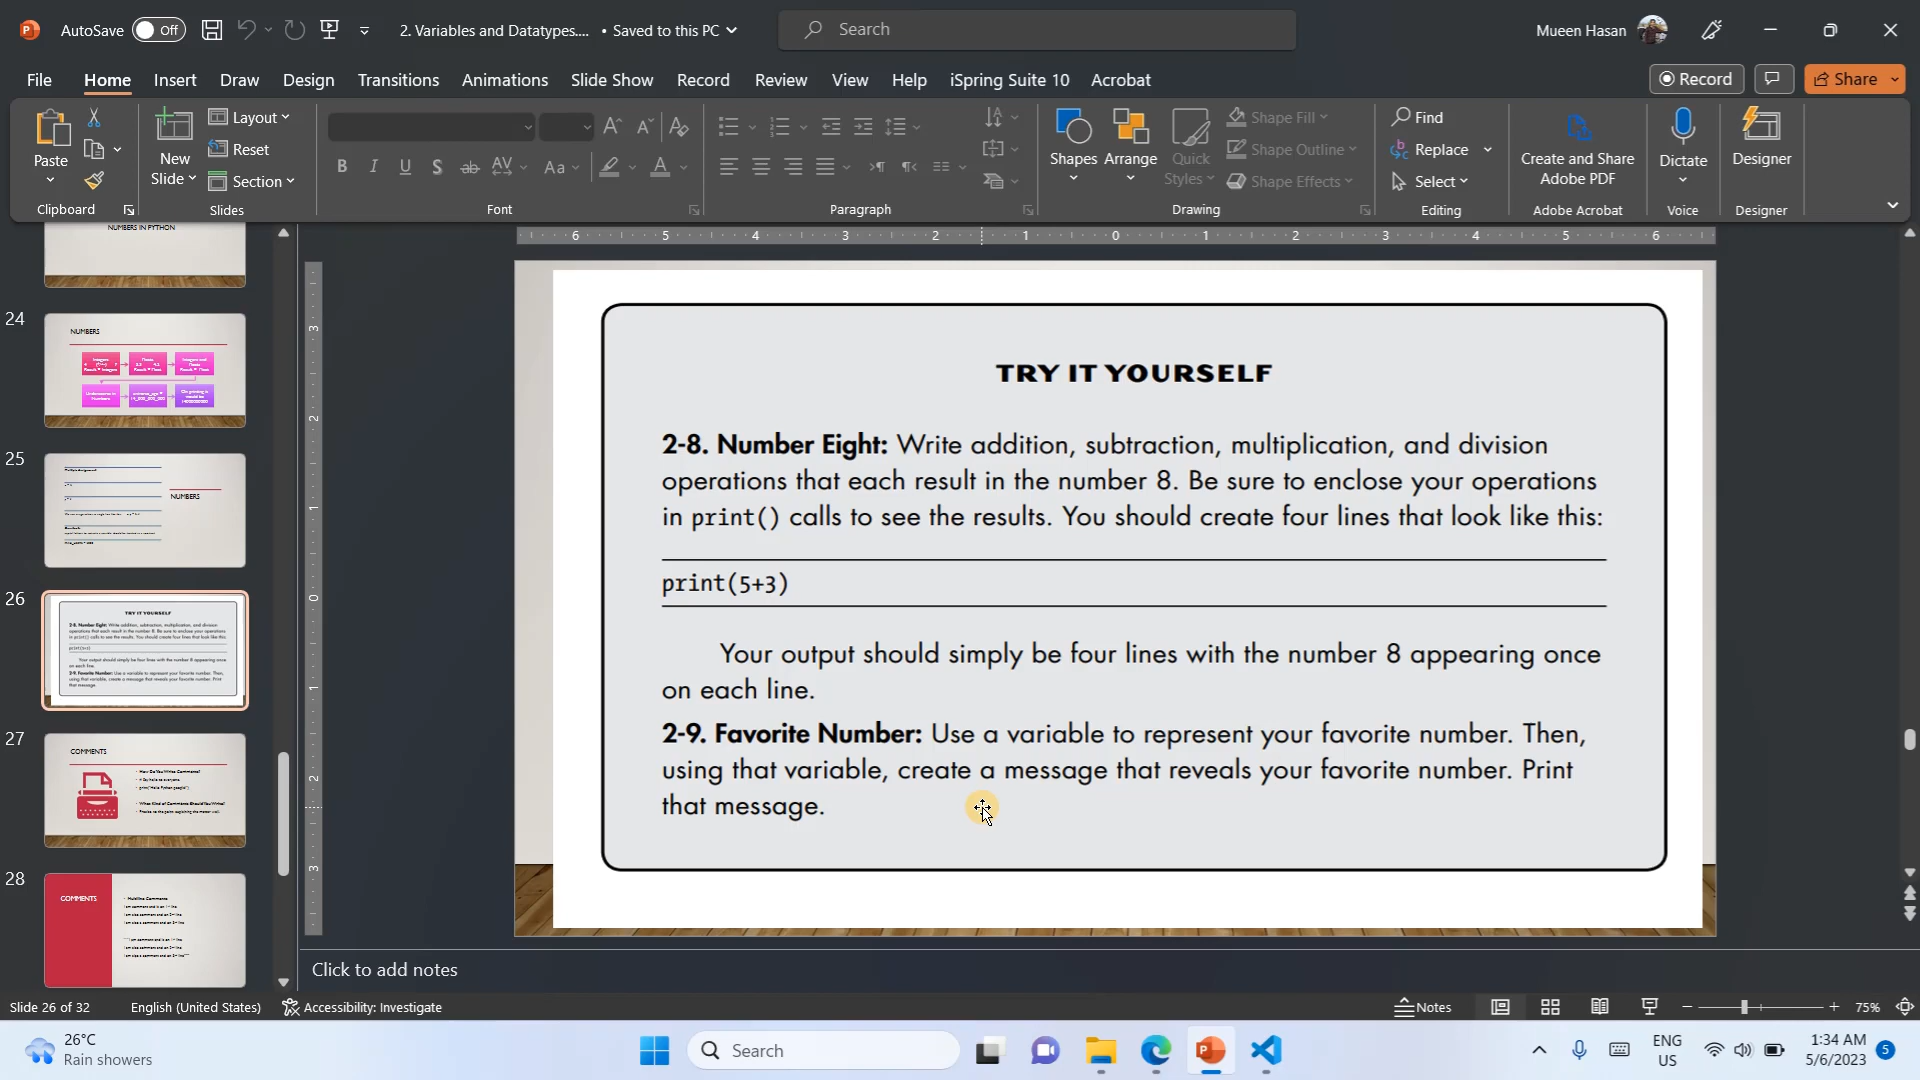 AutoSave Off 2. Variables and Datatypes.... • Saved to this PC Search Mueen Hasan
File Home Insert Draw Design Transitions Animations Slide Show Record Review View Help iSpring Suite 10 Acrobat Record Share
Paste
Clipboard
New Slide
Layout
Reset
Section
Slides
Font
Paragraph
Shapes
Arrange
Quick Styles
Shape Fill
Shape Outline
Shape Effects
Drawing
Find
Replace
Select
Editing
Create and Share
Adobe PDF
Adobe Acrobat
Dictate
Voice
Designer
Designer
NUMBERS IN PYTHON
24
NUMBERS
25
NUMBERS
26
27
COMMENTS
28
COMMENTS
TRY IT YOURSELF
2-8. Number Eight: Write addition, subtraction, multiplication, and division
operations that each result in the number 8. Be sure to enclose your operations
in print() calls to see the results. You should create four lines that look like this:
print(5+3)
Your output should simply be four lines with the number 8 appearing once
on each line.
2-9. Favorite Number: Use a variable to represent your favorite number. Then,
using that variable, create a message that reveals your favorite number. Print
that message.
Click to add notes
Slide 26 of 32 English (United States) Accessibility: Investigate Notes 75%
26°C
Rain showers
Search
ENG
US
1:34 AM
5/6/2023
5